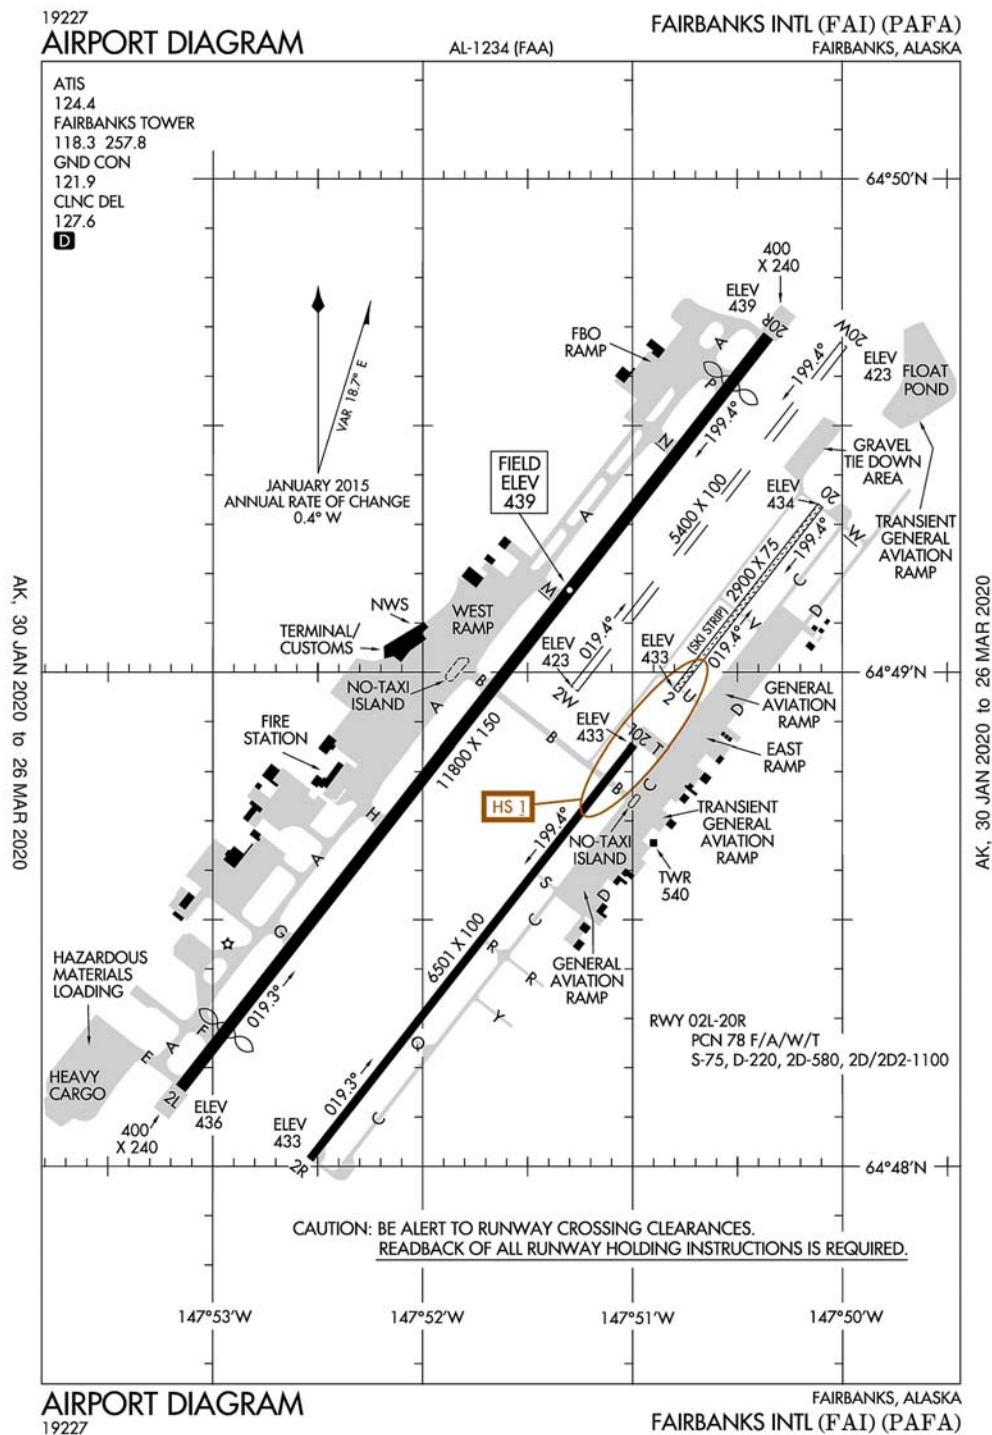 19227
AIRPORT DIAGRAM
AL-1234 (FAA)
FAIRBANKS INTL (FAI) (PAFA)
FAIRBANKS, ALASKA
ATIS
124.4
FAIRBANKS TOWER
118.3 257.8
GND CON
121.9
CLNC DEL
127.6
D
64°50'N
400
X 240
ELEV
439
20R
20W
ELEV
423
FLOAT
POND
FBO
RAMP
A
P
199.4°
199.4°
VAR 18.7° E
JANUARY 2015
ANNUAL RATE OF CHANGE
0.4° W
FIELD
ELEV
439
N
GRAVEL
TIE DOWN
AREA
ELEV
434
20
5400 X 100
A
W
199.4°
TRANSIENT
GENERAL
AVIATION
RAMP
2900 X 75
C
M
NWS
WEST
RAMP
TERMINAL/
CUSTOMS
(SKI STRIP)
D
V
019.4°
019.4°
ELEV
423
ELEV
433
64°49'N
NO-TAXI
ISLAND
B
2W
2
U
GENERAL
AVIATION
RAMP
A
D
FIRE
STATION
11800 X 150
B
ELEV
433
20L
T
EAST
RAMP
HS 1
B
C
H
199.4°
NO-TAXI
ISLAND
TRANSIENT
GENERAL
AVIATION
RAMP
A
TWR
540
S
D
C
G
6501 X 100
R
R
GENERAL
AVIATION
RAMP
HAZARDOUS
MATERIALS
LOADING
019.3°
Y
RWY 02L-20R
PCN 78 F/A/W/T
S-75, D-220, 2D-580, 2D/2D2-1100
F
A
E
Q
HEAVY
CARGO
2L
ELEV
436
019.3°
C
400
X 240
ELEV
433
2R
64°48'N
CAUTION: BE ALERT TO RUNWAY CROSSING CLEARANCES.
READBACK OF ALL RUNWAY HOLDING INSTRUCTIONS IS REQUIRED.
147°53'W
147°52'W
147°51'W
147°50'W
AK, 30 JAN 2020 to 26 MAR 2020
AK, 30 JAN 2020 to 26 MAR 2020
AIRPORT DIAGRAM
19227
FAIRBANKS, ALASKA
FAIRBANKS INTL (FAI) (PAFA)